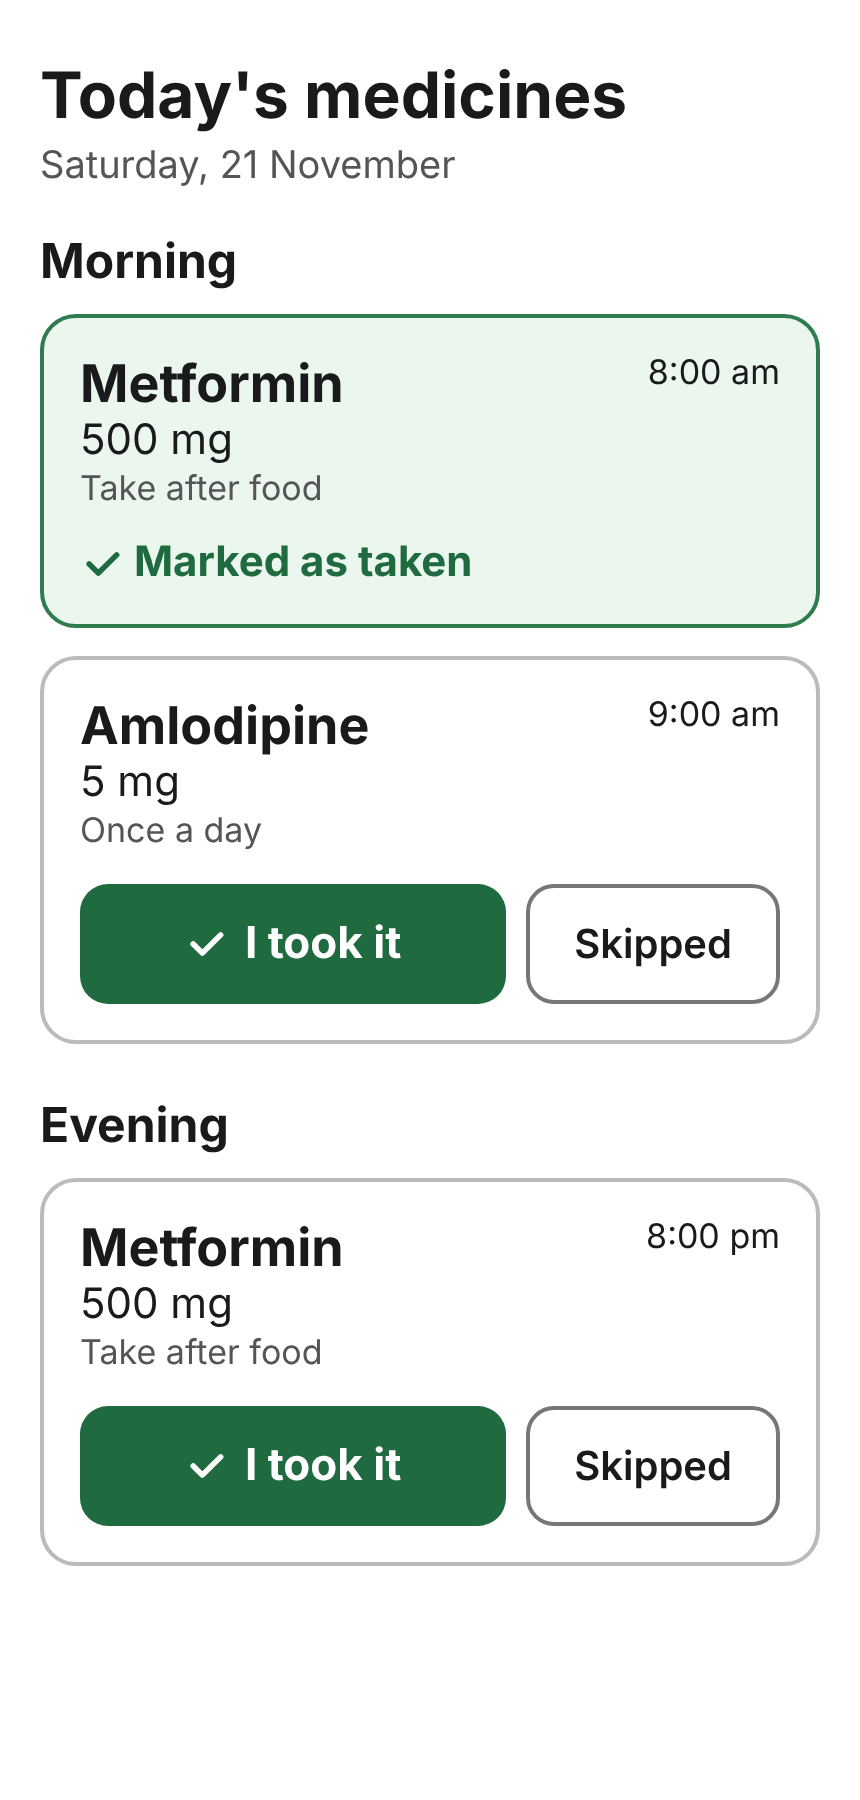 Today's medicines
Saturday, 21 November
Morning
Metformin
8:00 am
500 mg
Take after food
Marked as taken
Amlodipine
9:00 am
5 mg
Once a day
I took it
Skipped
Evening
Metformin
8:00 pm
500 mg
Take after food
I took it
Skipped